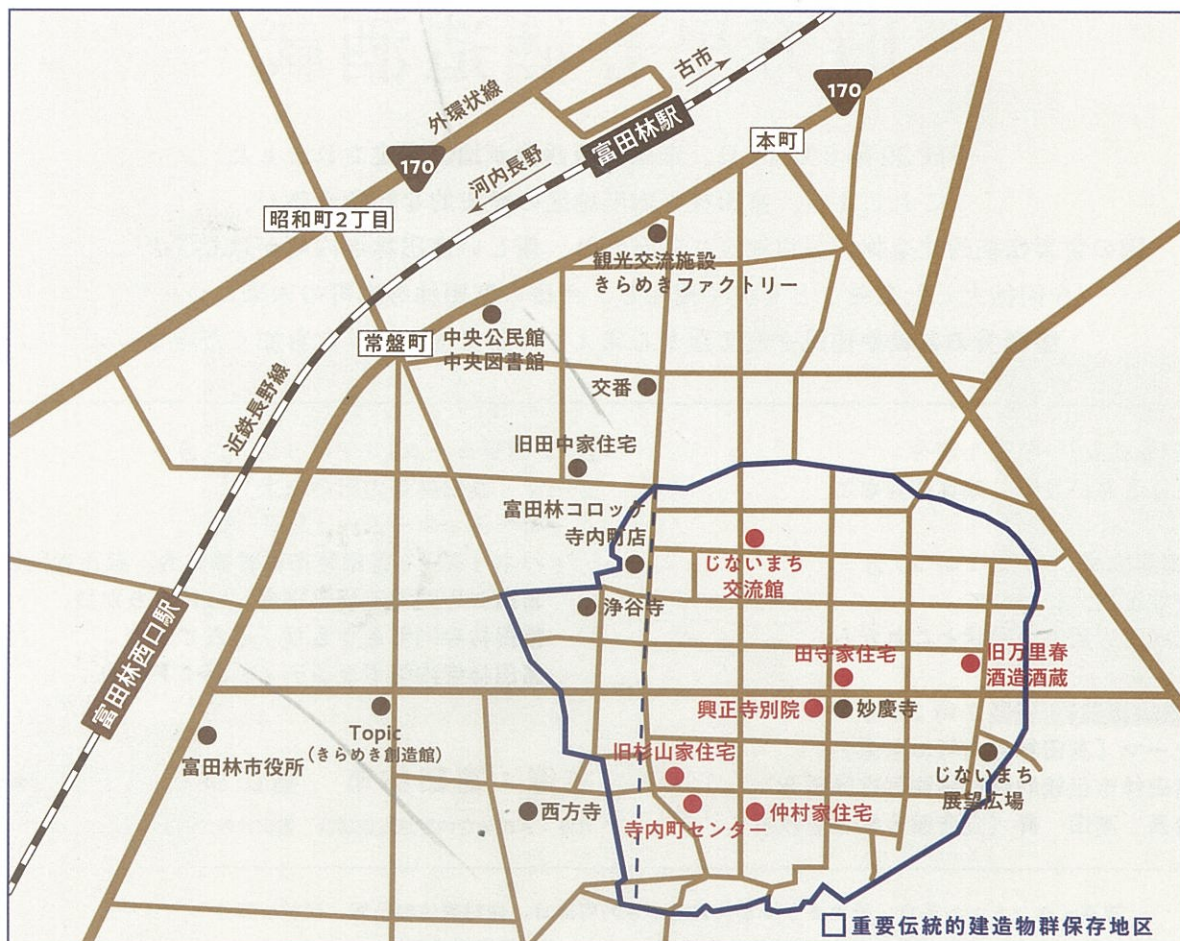 外環状線
古市
170
170
富田林駅
本町
河内長野
昭和町2丁目
観光交流施設
きらめきファクトリー
常盤町
中央公民館
中央図書館
近鉄長野線
交番
旧田中家住宅
富田林コロッケ
寺内町店
じないまち
交流館
浄谷寺
富田林西口駅
田守家住宅
旧万里春
酒造酒蔵
興正寺別院
妙慶寺
Topic
(きらめき創造館)
富田林市役所
旧杉山家住宅
じないまち
展望広場
西方寺
寺内町センター
仲村家住宅
重要伝統的建造物群保存地区